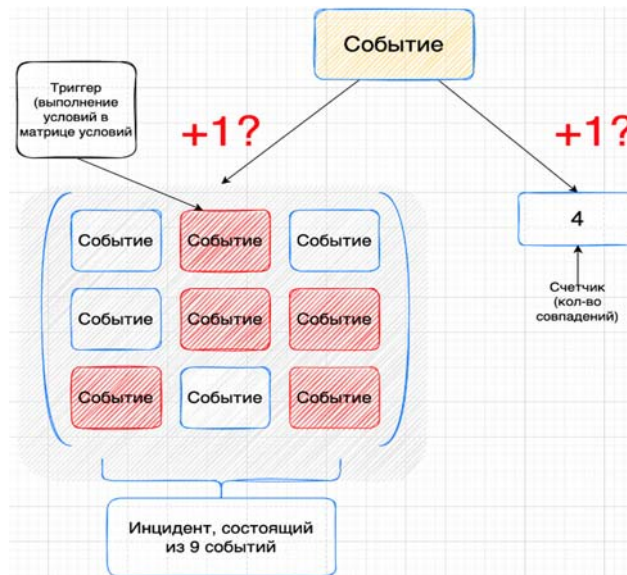 Событие
Триггер
(выполнение
условий в
матрице условий
+1?
+1?
Событие
Событие
Событие
4
Событие
Событие
Событие
Счетчик
(кол-во
совпадений)
Событие
Событие
Событие
Инцидент, состоящий
из 9 событий